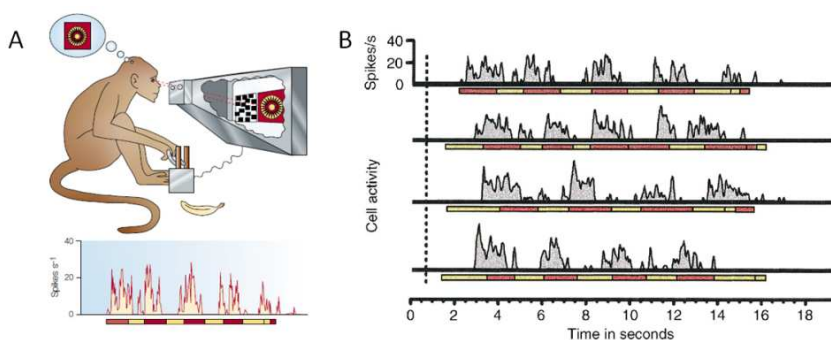 A
B
Spikes/s
40
20
0
Cell activity
40
20
0
Spikes s⁻¹
0 2 4 6 8 10 12 14 16 18
Time in seconds